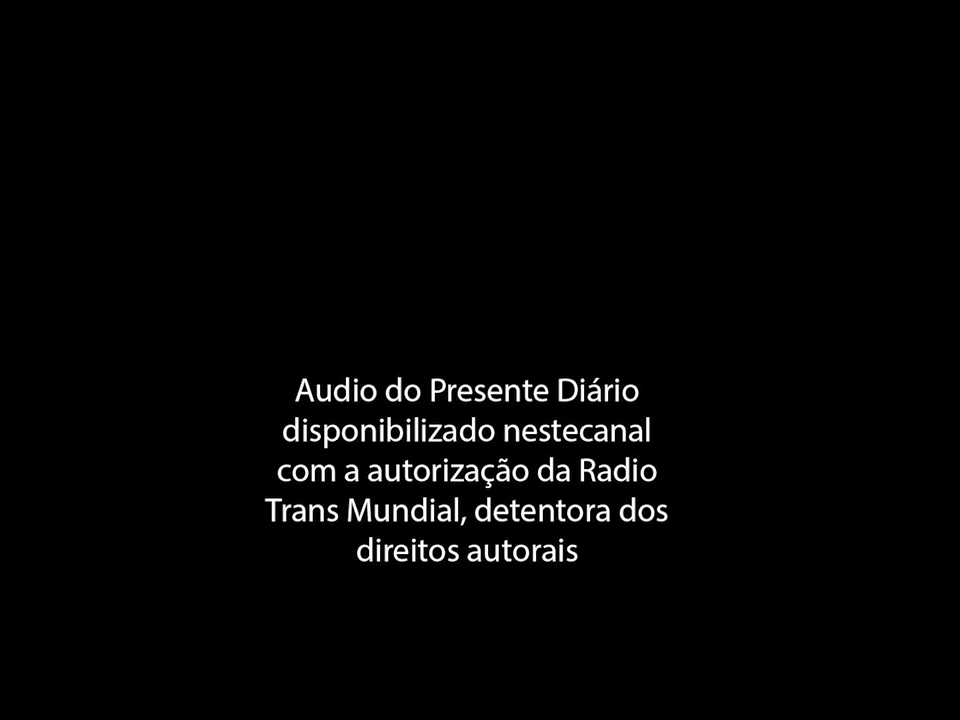 Audio do Presente Diário
disponibilizado nestecanal
com a autorização da Radio
Trans Mundial, detentora dos
direitos autorais